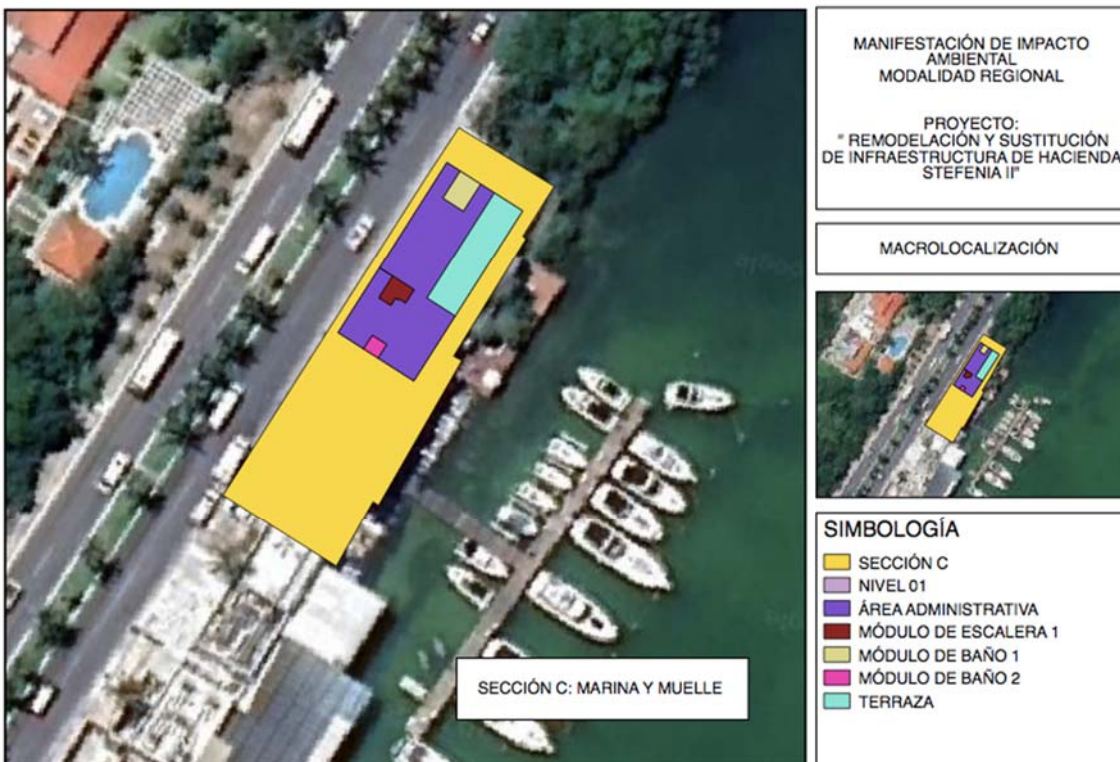 MANIFESTACIÓN DE IMPACTO
AMBIENTAL
MODALIDAD REGIONAL
PROYECTO:
" REMODELACIÓN Y SUSTITUCIÓN
DE INFRAESTRUCTURA DE HACIENDA
STEFENIA II"
MACROLOCALIZACIÓN
SIMBOLOGÍA
SECCIÓN C
NIVEL 01
ÁREA ADMINISTRATIVA
MÓDULO DE ESCALERA 1
MÓDULO DE BAÑO 1
MÓDULO DE BAÑO 2
TERRAZA
SECCIÓN C: MARINA Y MUELLE